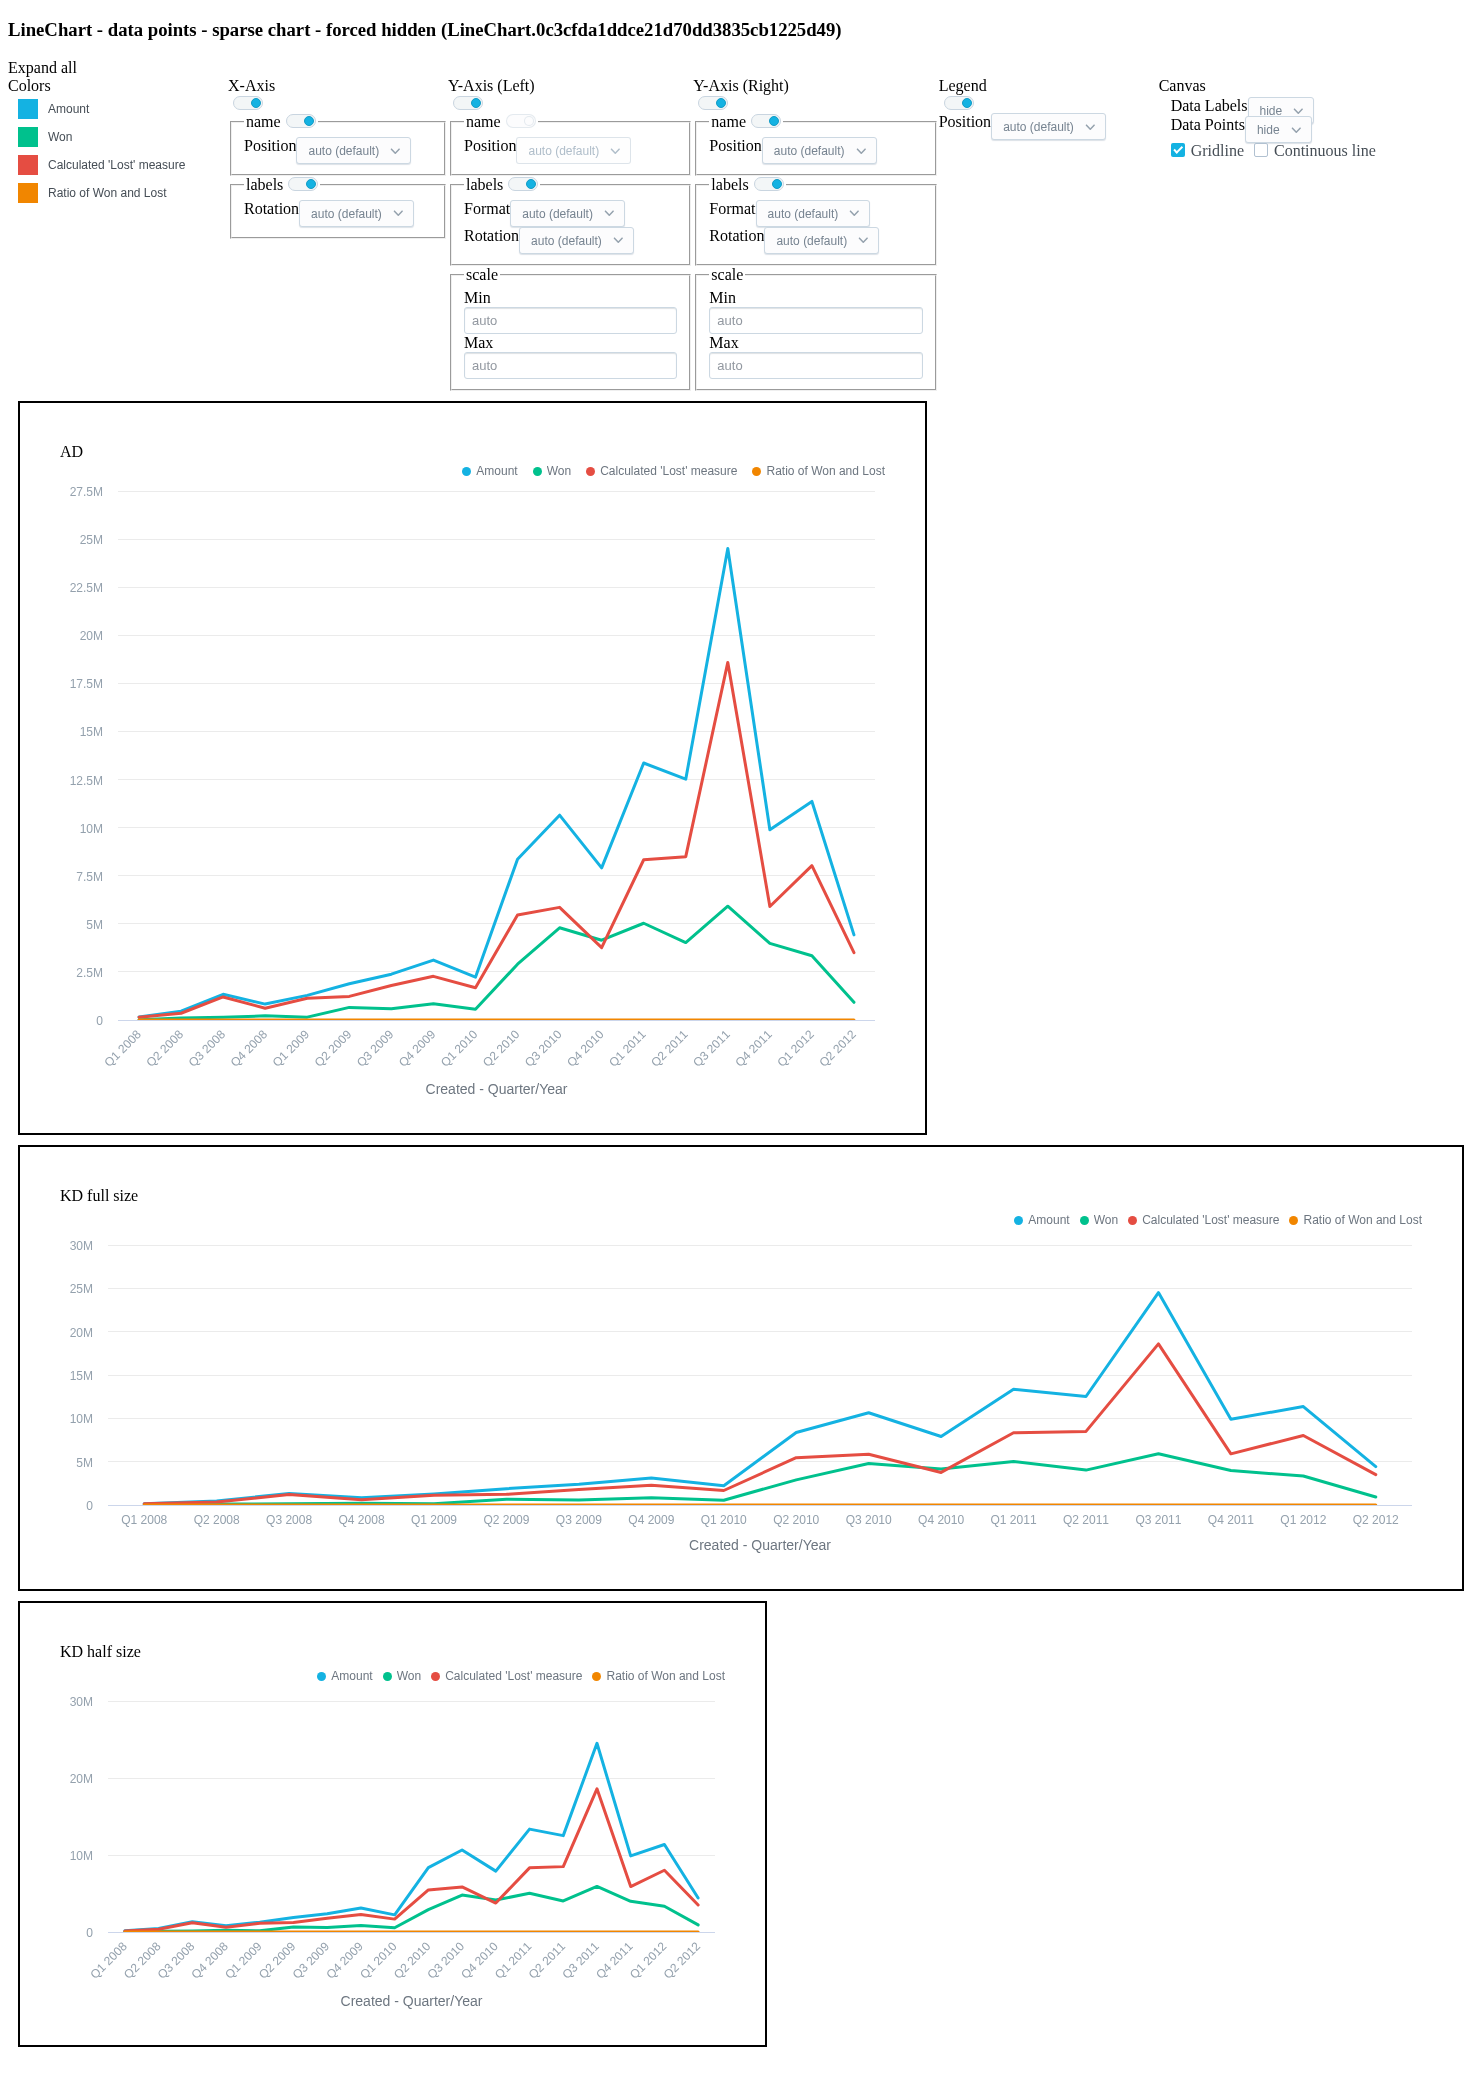 LineChart - data points - sparse chart - forced hidden (LineChart.0c3cfda1ddce21d70dd3835cb1225d49)
Expand all
Colors
Amount
Won
Calculated 'Lost' measure
Ratio of Won and Lost
X-Axis
name
Position auto (default)
labels
Rotation auto (default)
Y-Axis (Left)
name
Position auto (default)
labels
Format auto (default)
Rotation auto (default)
scale
Min
auto
Max
auto
Y-Axis (Right)
name
Position auto (default)
labels
Format auto (default)
Rotation auto (default)
scale
Min
auto
Max
auto
Legend
Position auto (default)
Canvas
Data Labels hide
Data Points hide
Gridline Continuous line
AD
Amount Won Calculated 'Lost' measure Ratio of Won and Lost
27.5M
25M
22.5M
20M
17.5M
15M
12.5M
10M
7.5M
5M
2.5M
0
Q1 2008 Q2 2008 Q3 2008 Q4 2008 Q1 2009 Q2 2009 Q3 2009 Q4 2009 Q1 2010 Q2 2010 Q3 2010 Q4 2010 Q1 2011 Q2 2011 Q3 2011 Q4 2011 Q1 2012 Q2 2012
Created - Quarter/Year
KD full size
Amount Won Calculated 'Lost' measure Ratio of Won and Lost
30M
25M
20M
15M
10M
5M
0
Q1 2008 Q2 2008 Q3 2008 Q4 2008 Q1 2009 Q2 2009 Q3 2009 Q4 2009 Q1 2010 Q2 2010 Q3 2010 Q4 2010 Q1 2011 Q2 2011 Q3 2011 Q4 2011 Q1 2012 Q2 2012
Created - Quarter/Year
KD half size
Amount Won Calculated 'Lost' measure Ratio of Won and Lost
30M
20M
10M
0
Q1 2008 Q2 2008 Q3 2008 Q4 2008 Q1 2009 Q2 2009 Q3 2009 Q4 2009 Q1 2010 Q2 2010 Q3 2010 Q4 2010 Q1 2011 Q2 2011 Q3 2011 Q4 2011 Q1 2012 Q2 2012
Created - Quarter/Year